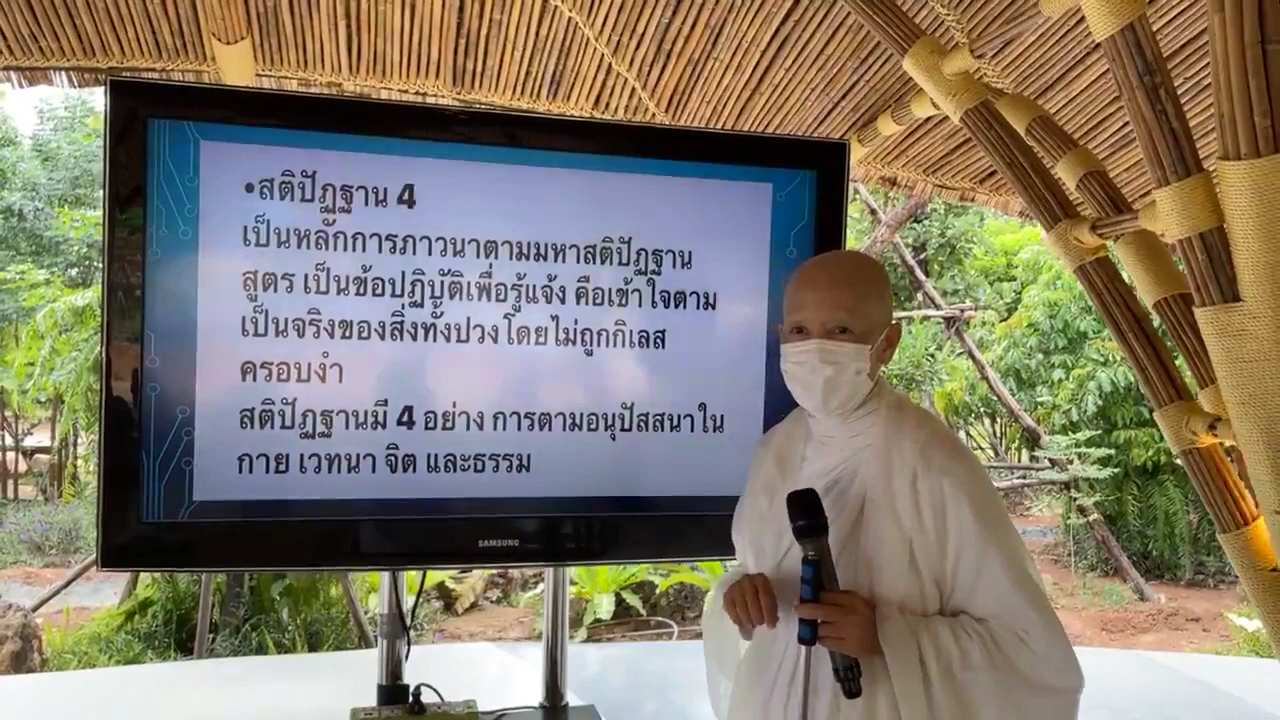 •สติปัฏฐาน 4
เป็นหลักการภาวนาตามมหาสติปัฏฐาน
สูตร เป็นข้อปฏิบัติเพื่อรู้แจ้ง คือเข้าใจตาม
เป็นจริงของสิ่งทั้งปวงโดยไม่ถูกกิเลส
ครอบงำ
สติปัฏฐานมี 4 อย่าง การตามอนุปัสสนาใน
กาย เวทนา จิต และธรรม
SAMSUNG